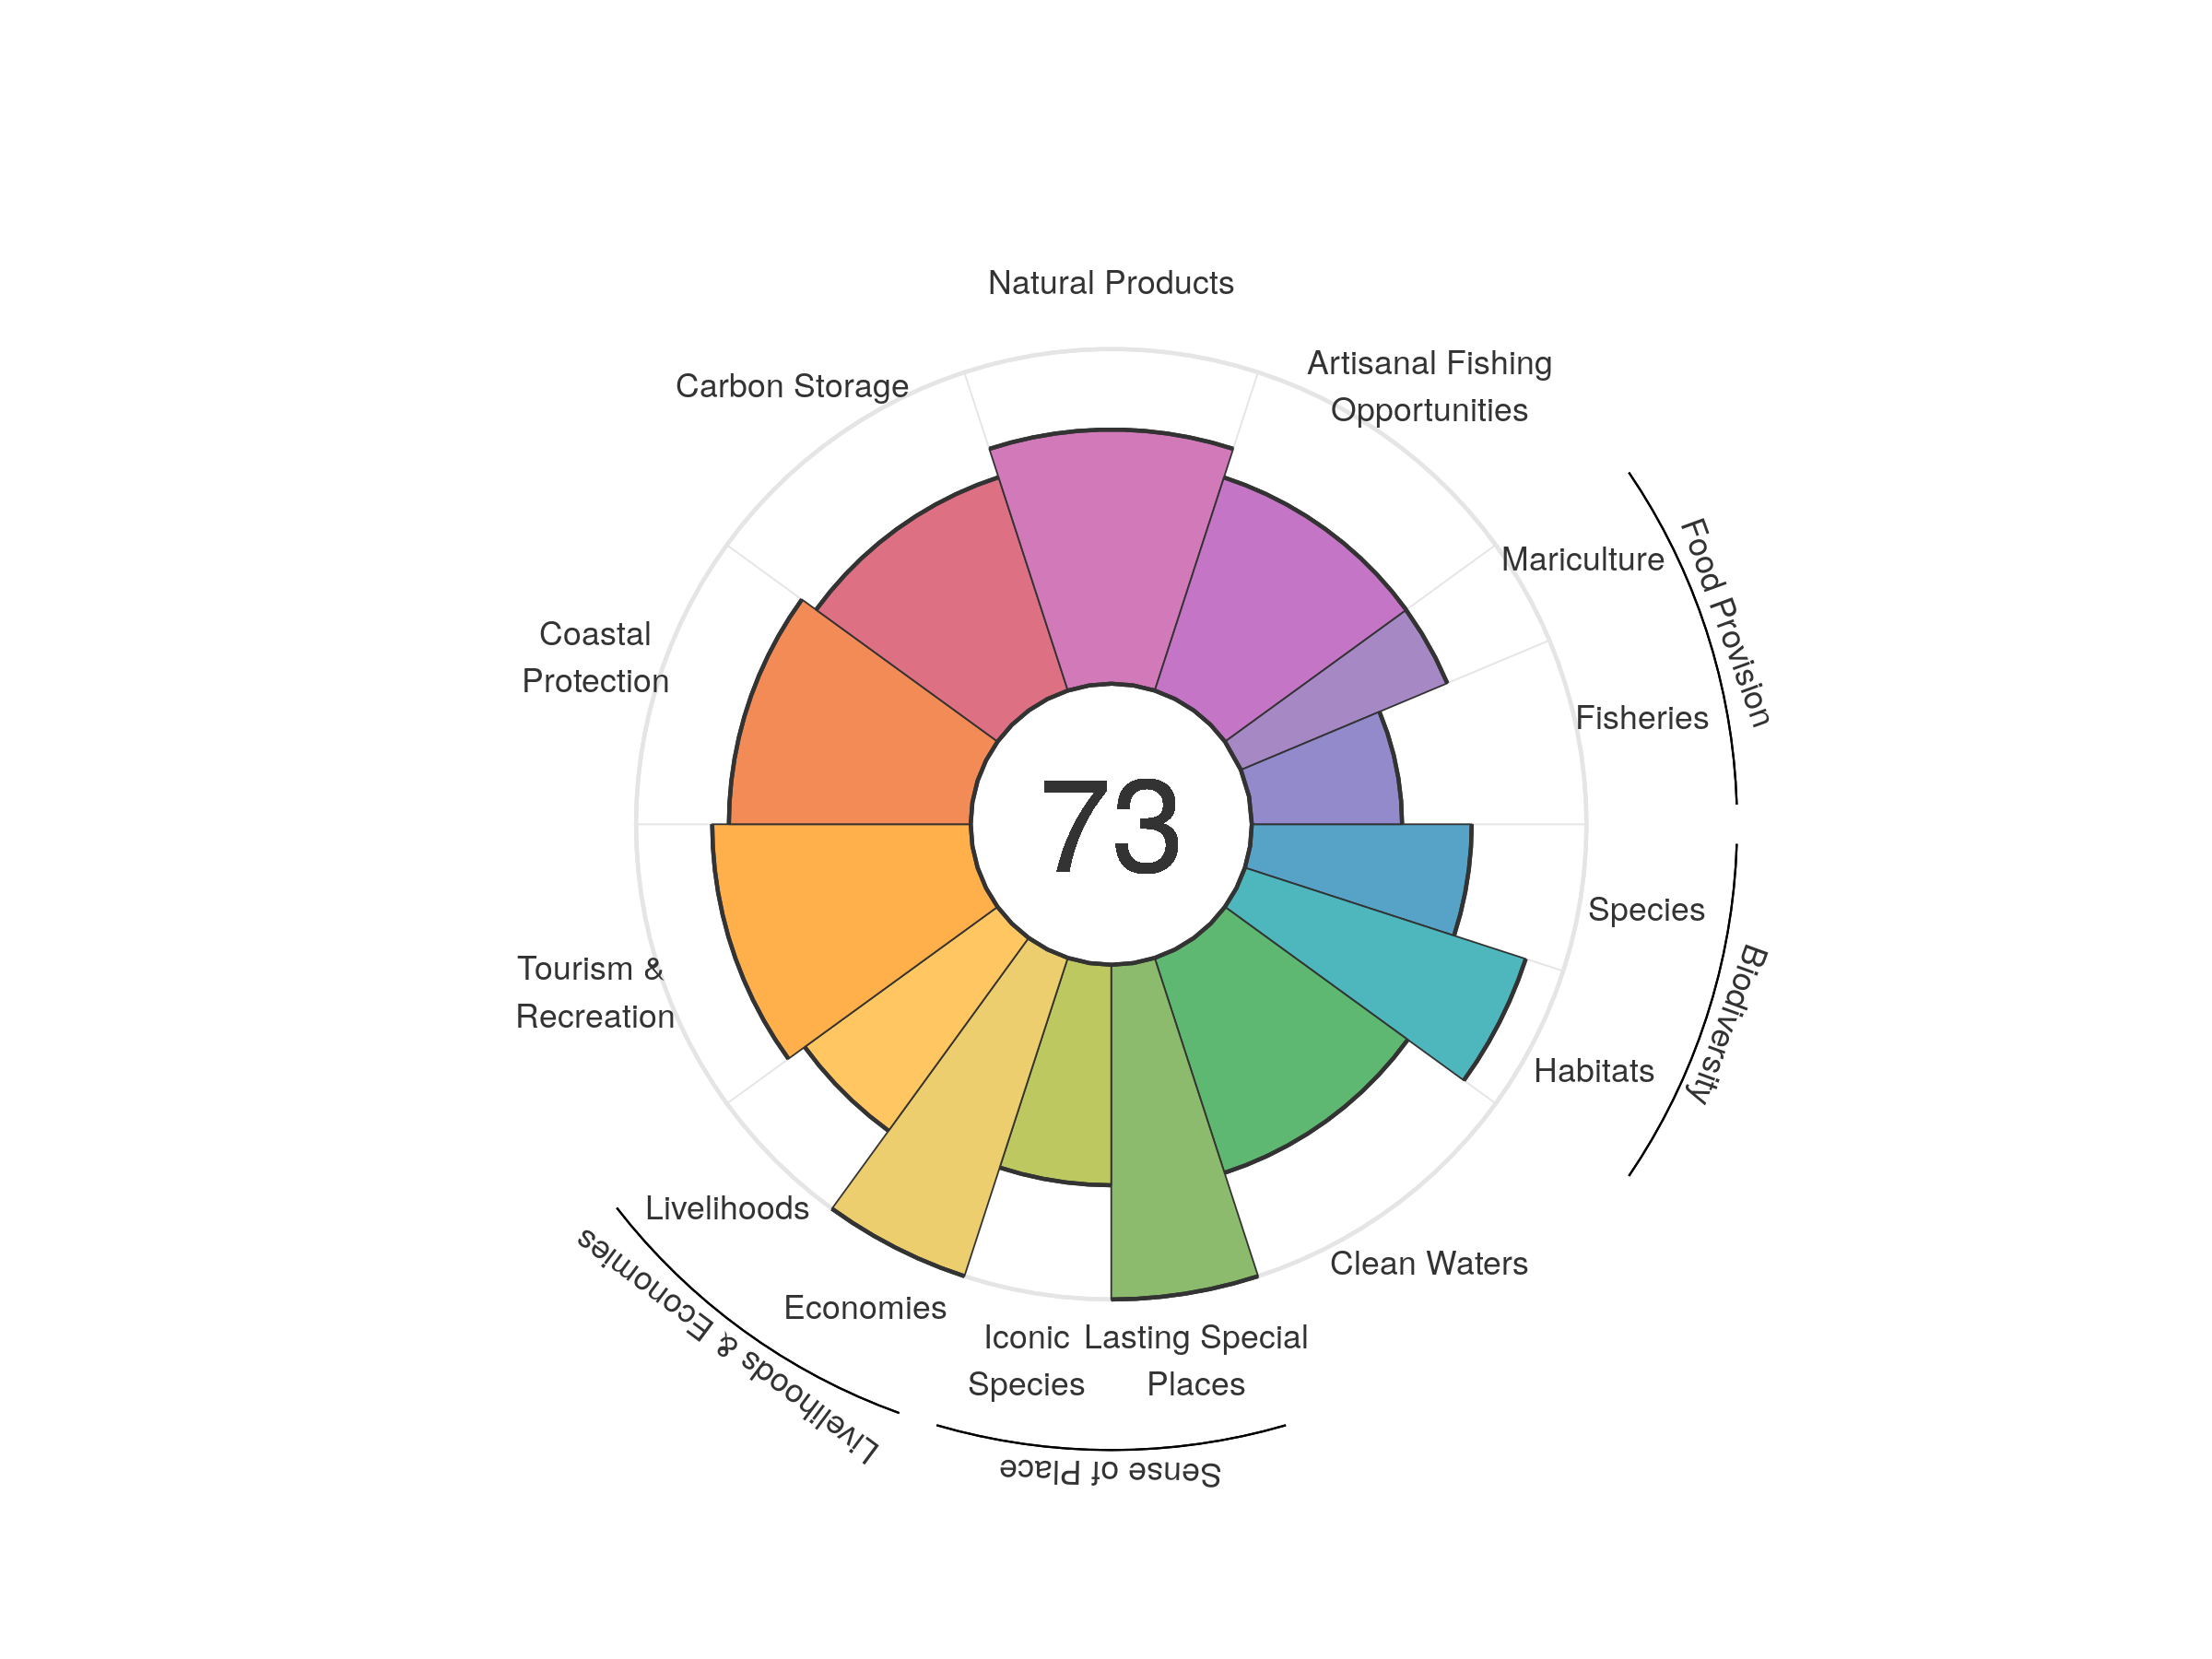 Natural Products
Artisanal Fishing
Opportunities
Carbon Storage
Mariculture
Food Provision
Coastal
Protection
Fisheries
73
Species
Biodiversity
Tourism &
Recreation
Habitats
Livelihoods
Clean Waters
Economies
Livelihoods & Economies
Iconic
Species
Lasting Special
Places
Sense of Place